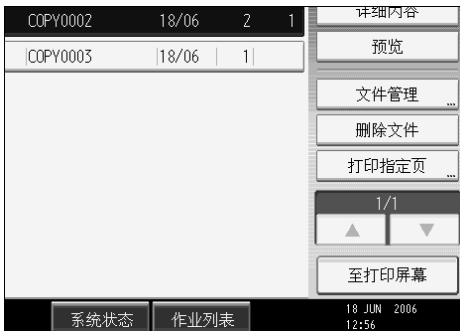 COPY0002 18/06 2 1
COPY0003 18/06 1
详细内容
预览
文件管理
删除文件
打印指定页
1/1
至打印屏幕
系统状态 作业列表
18 JUN 2006
12:56